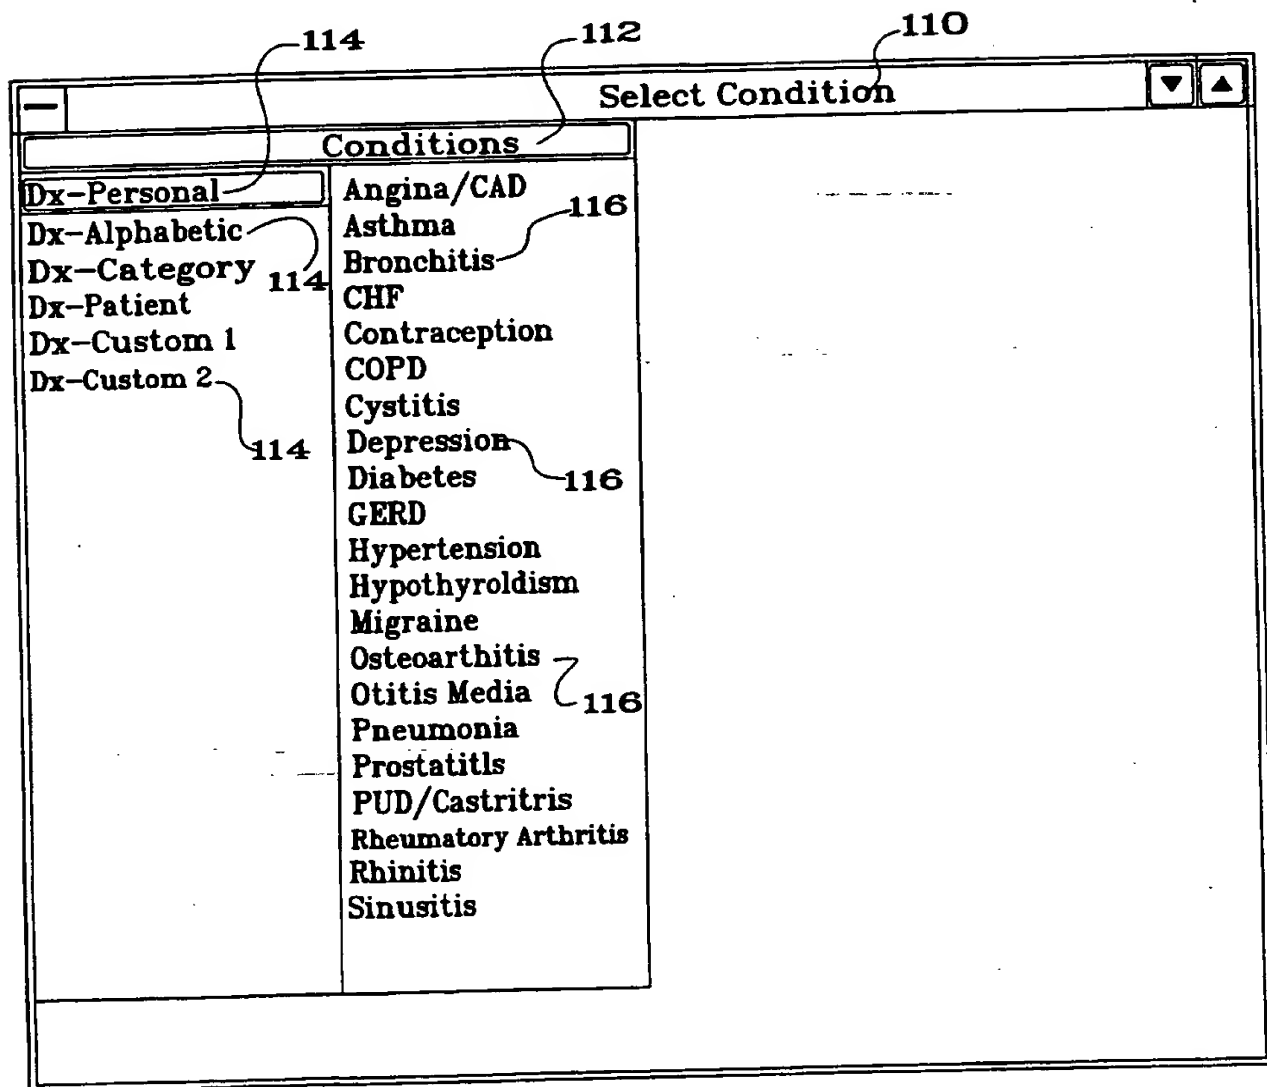 114
112
110
Select Condition
Conditions
Dx-Personal
Dx-Alphabetic
114
Dx-Category
Dx-Patient
Dx-Custom 1
Dx-Custom 2
114
Angina/CAD
116
Asthma
Bronchitis
CHF
Contraception
COPD
Cystitis
Depression
116
Diabetes
GERD
Hypertension
Hypothyroldism
Migraine
Osteoarthitis
116
Otitis Media
Pneumonia
Prostatitls
PUD/Castritris
Rheumatory Arthritis
Rhinitis
Sinusitis